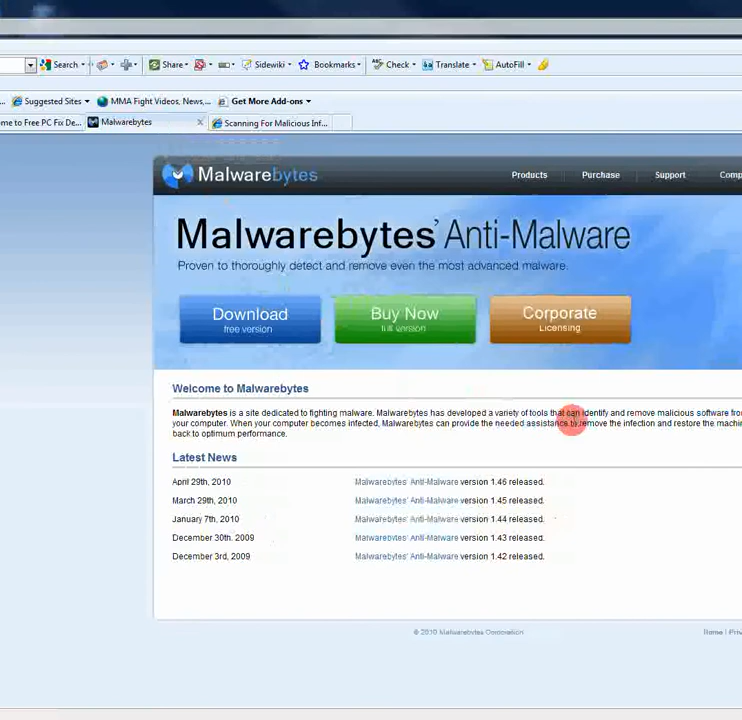 Search Share Sidewiki Bookmarks Check Translate AutoFill
Suggested Sites MMA Fight Videos, News,... Get More Add-ons
me to Free PC Fix De... Malwarebytes Scanning For Malicious Inf...
Malwarebytes Products Purchase Support Comp
Malwarebytes' Anti-Malware
Proven to thoroughly detect and remove even the most advanced malware.
Download Buy Now Corporate
free version full version Licensing
Welcome to Malwarebytes
Malwarebytes is a site dedicated to fighting malware. Malwarebytes has developed a variety of tools that can identify and remove malicious software from
your computer. When your computer becomes infected, Malwarebytes can provide the needed assistance to remove the infection and restore the machin
back to optimum performance.
Latest News
April 29th, 2010 Malwarebytes' Anti-Malware version 1.46 released.
March 29th, 2010 Malwarebytes' Anti-Malware version 1.45 released.
January 7th, 2010 Malwarebytes' Anti-Malware version 1.44 released.
December 30th, 2009 Malwarebytes' Anti-Malware version 1.43 released.
December 3rd, 2009 Malwarebytes' Anti-Malware version 1.42 released.
© 2010 Malwarebytes Corporation Home | Priv